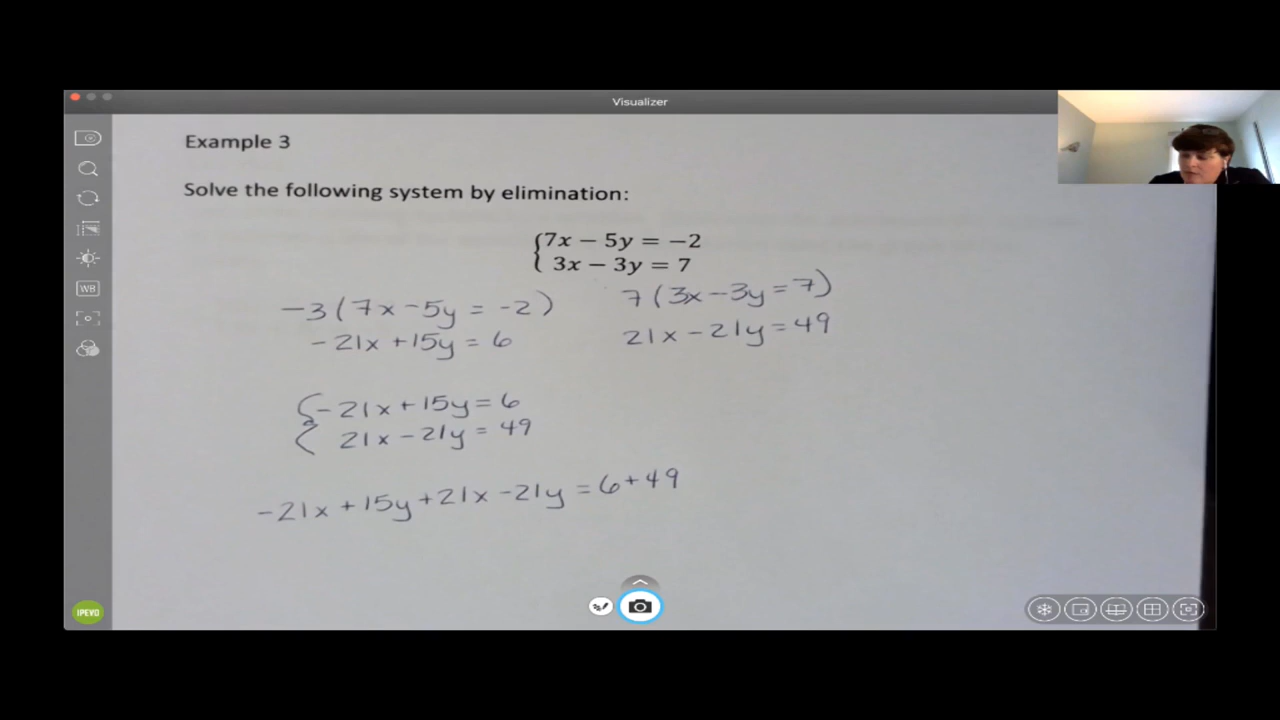 Visualizer
Example 3
Solve the following system by elimination:
7x − 5y = −2
3x − 3y = 7
-3(7x-5y = -2)
7(3x-3y=7)
-21x+15y = 6
21x-21y=49
-21x+15y=6
21x-21y=49
-21x+15y+21x-21y=6+49
WB
IPEVO